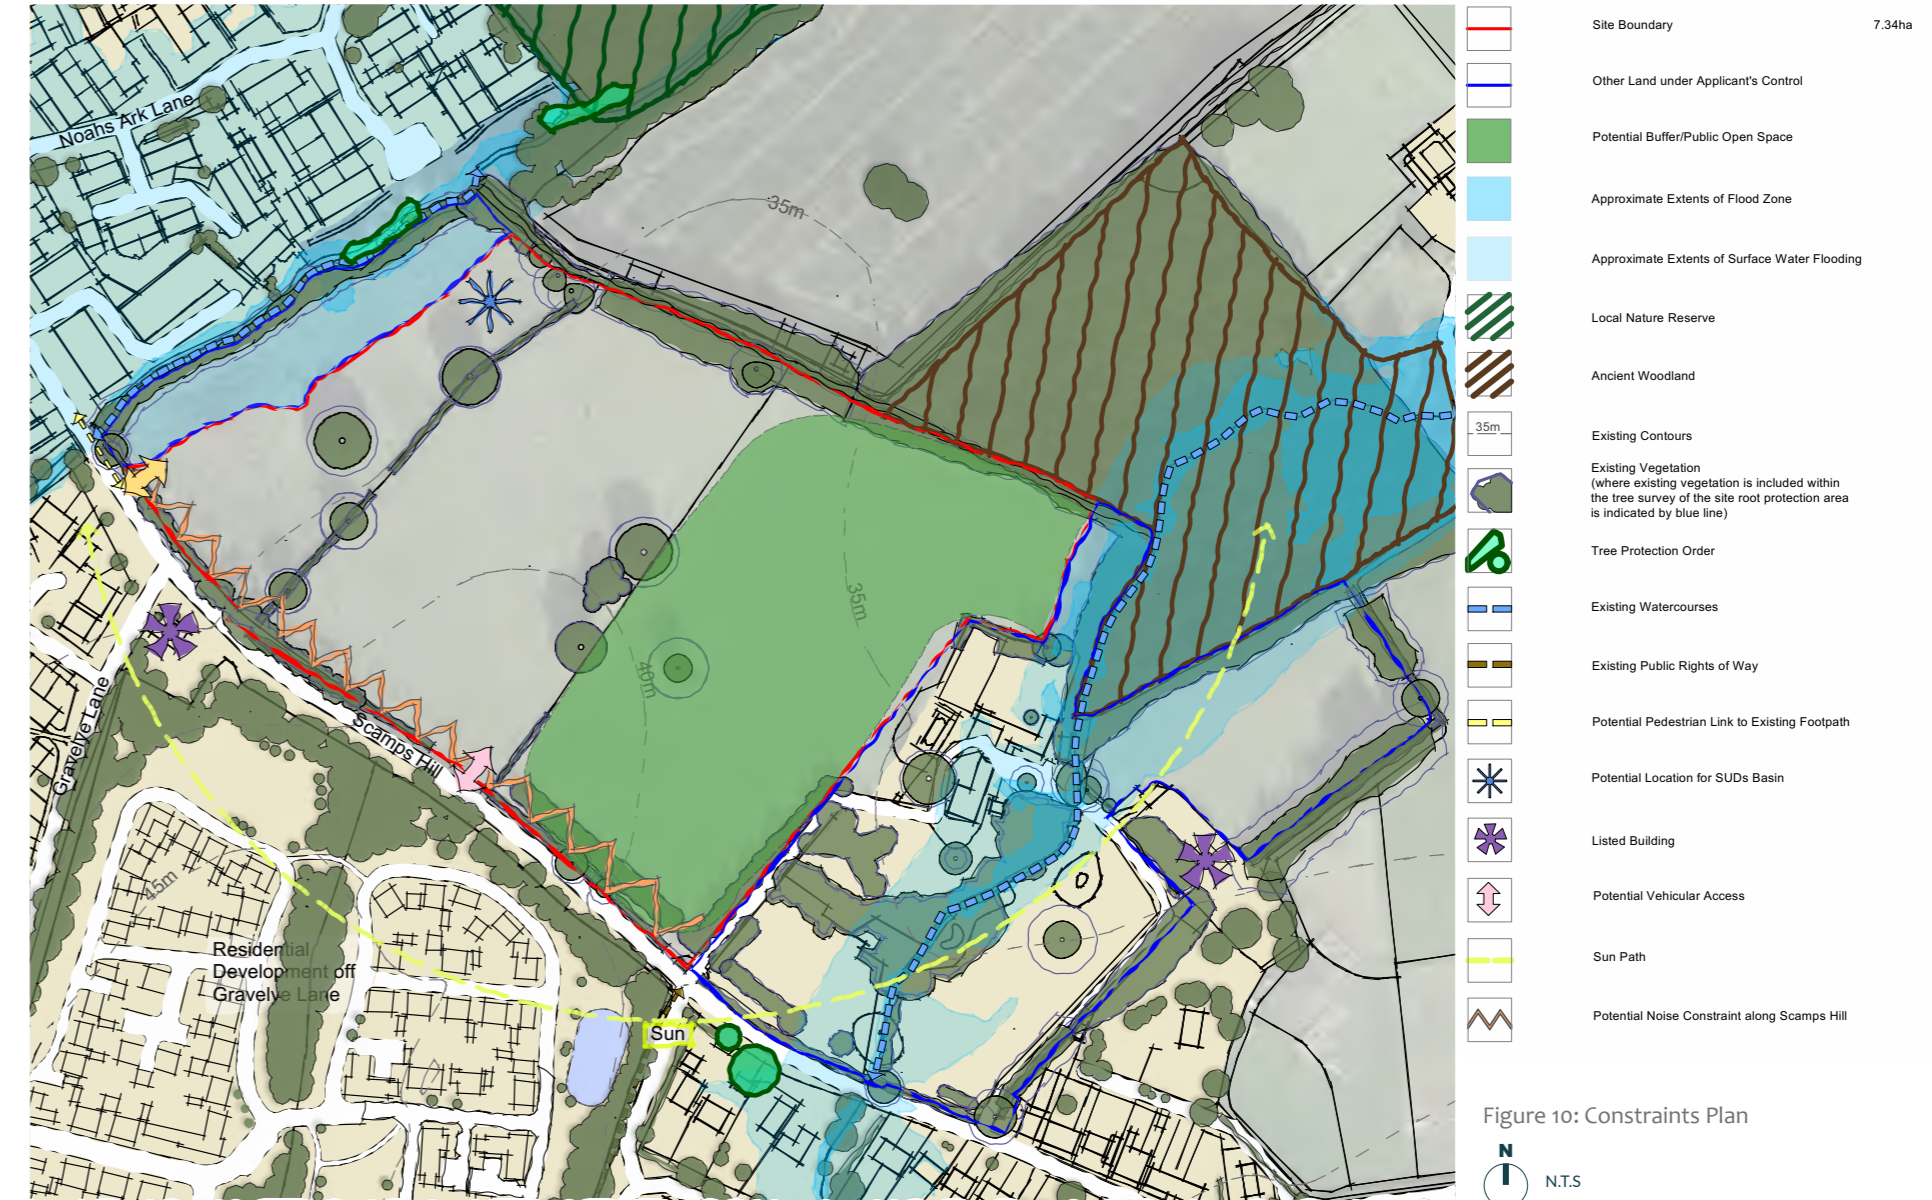 Noahs Ark Lane
35m
35m
40m
Scamps Hill
Gravelve Lane
45m
Residential
Development off
Gravelve Lane
Sun
Site Boundary 7.34ha
Other Land under Applicant's Control
Potential Buffer/Public Open Space
Approximate Extents of Flood Zone
Approximate Extents of Surface Water Flooding
Local Nature Reserve
Ancient Woodland
35m
Existing Contours
Existing Vegetation
(where existing vegetation is included within
the tree survey of the site root protection area
is indicated by blue line)
Tree Protection Order
Existing Watercourses
Existing Public Rights of Way
Potential Pedestrian Link to Existing Footpath
Potential Location for SUDs Basin
Listed Building
Potential Vehicular Access
Sun Path
Potential Noise Constraint along Scamps Hill
Figure 10: Constraints Plan
N
N.T.S